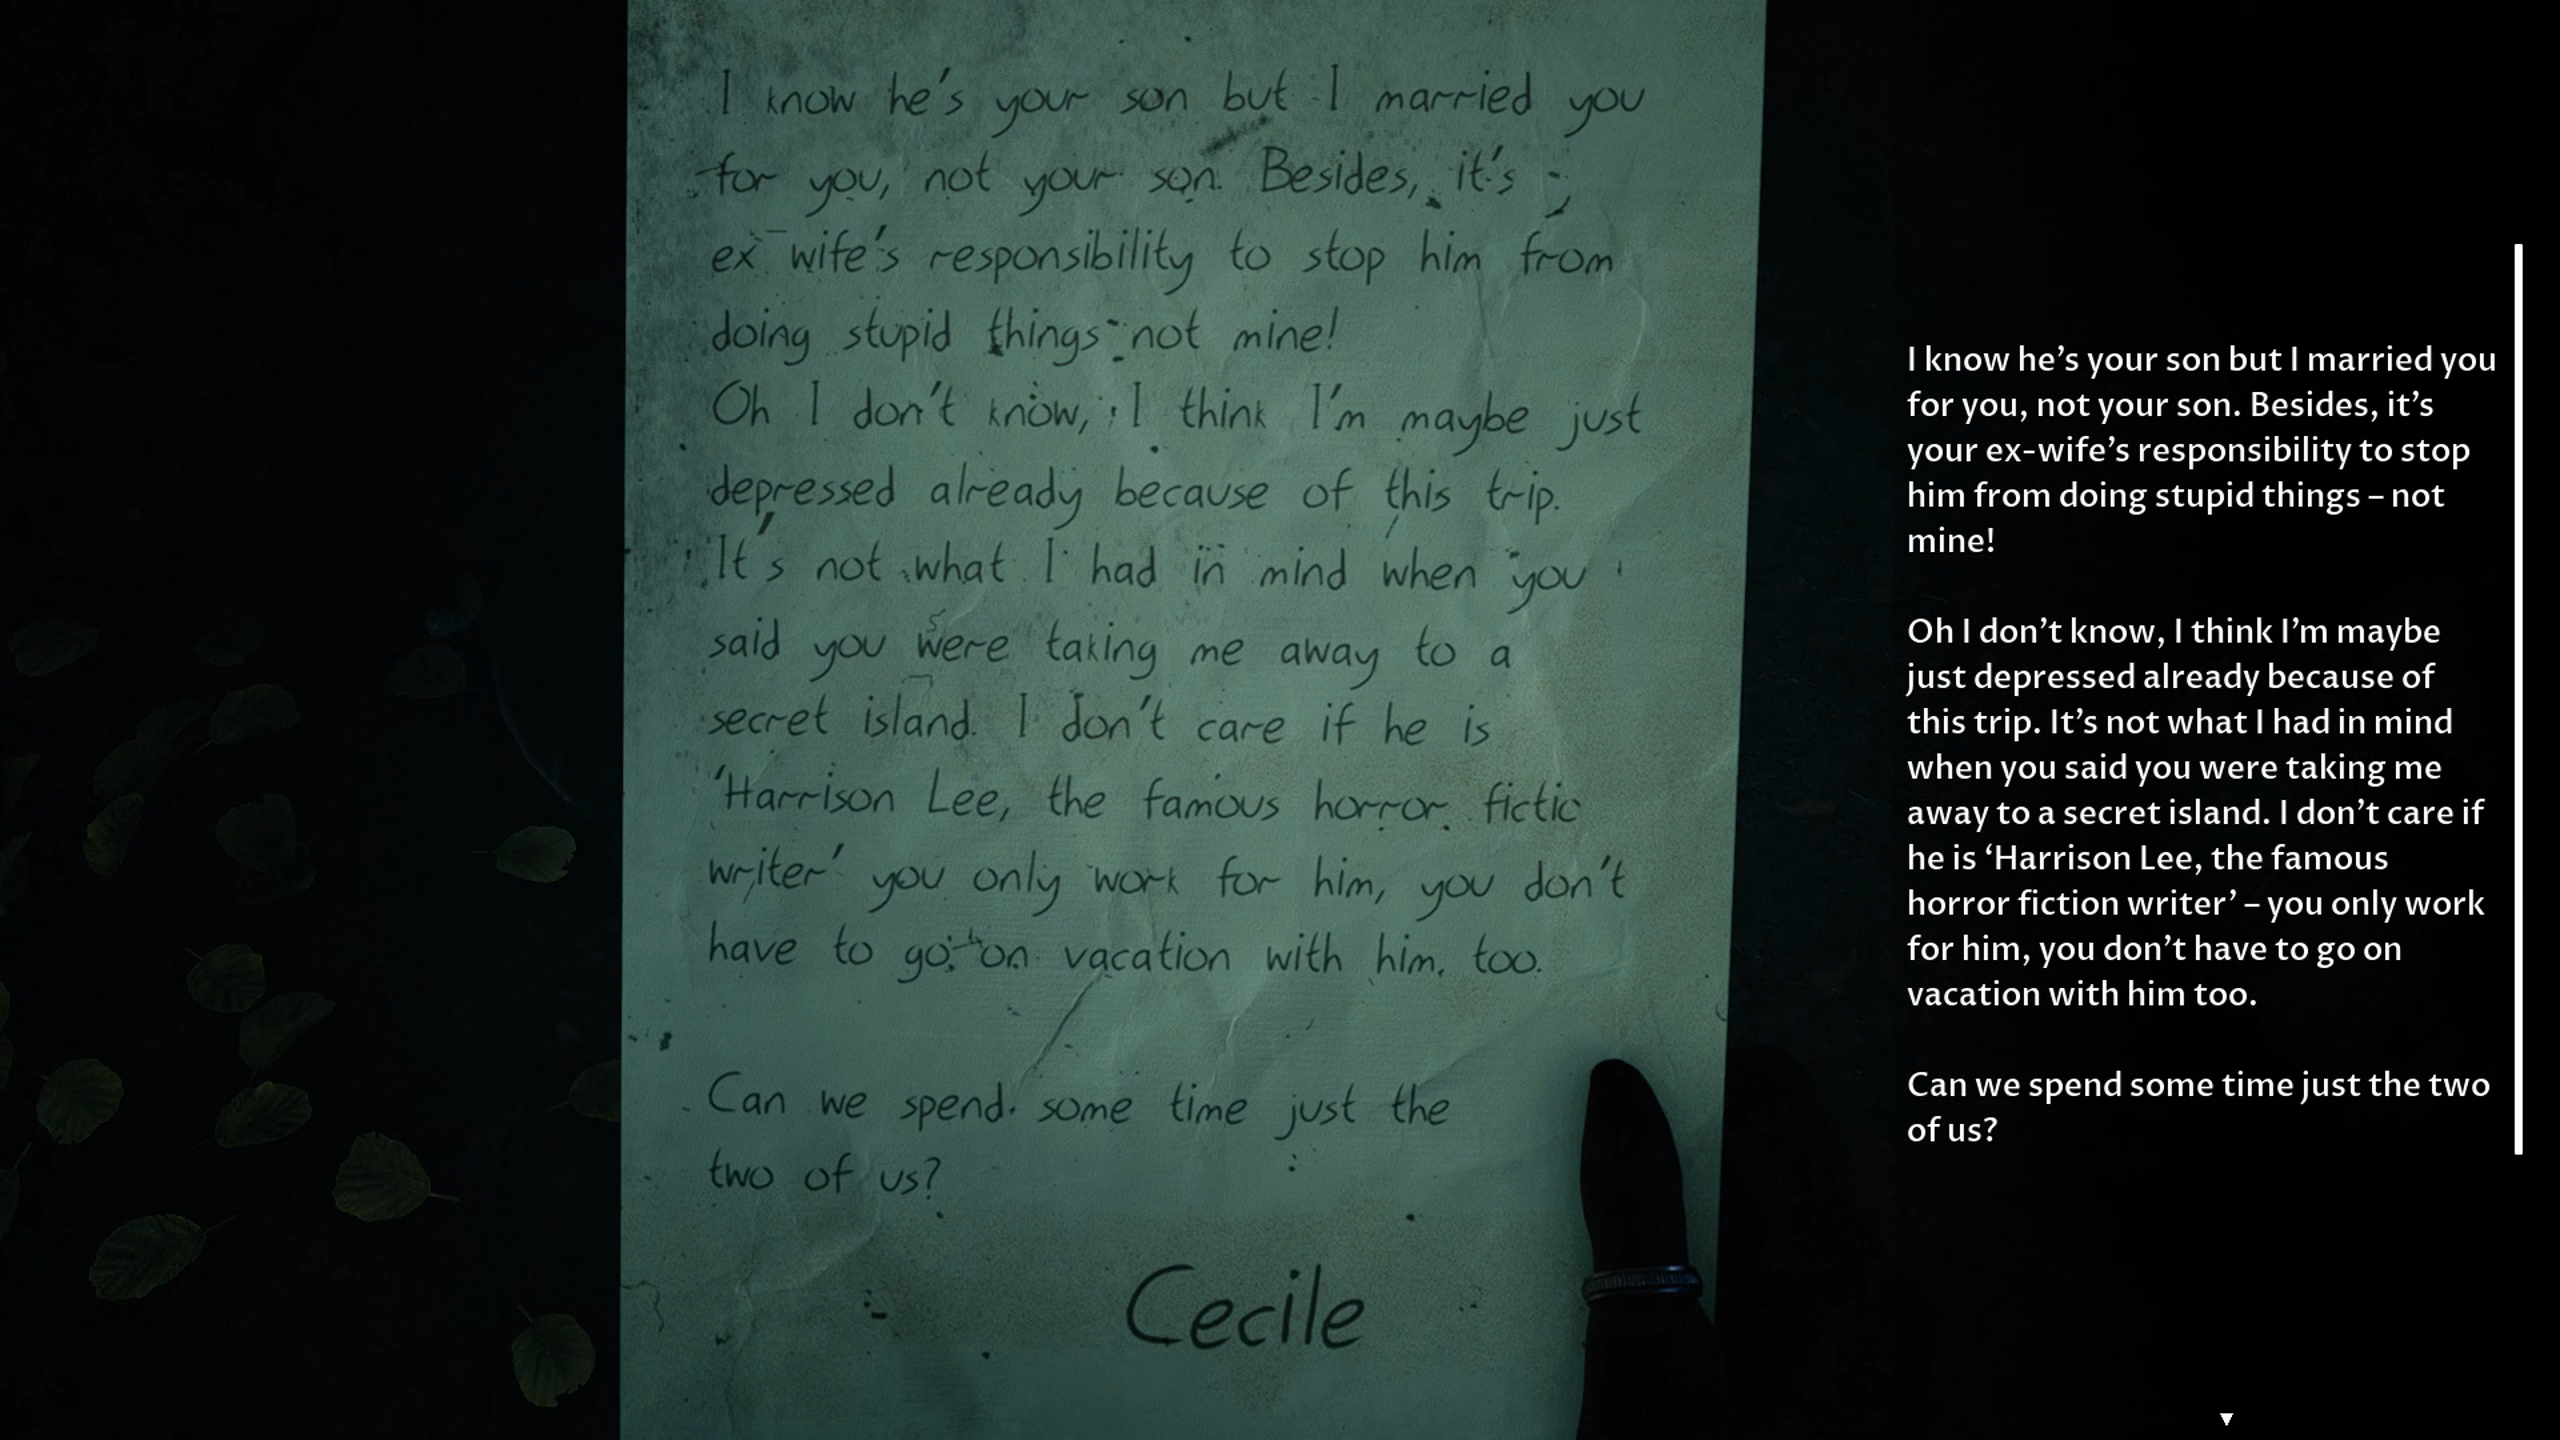 I know he's your son but I married you
for you, not your son. Besides, it's
ex wife's responsibility to stop him from
doing stupid things - not mine!
Oh I don't know, I think I'm maybe just
depressed already because of this trip.
It's not what I had in mind when you
said you were taking me away to a
secret island. I don't care if he is
'Harrison Lee, the famous horror fictio
writer' you only work for him, you don't
have to go on vacation with him. too.
Can we spend some time just the
two of us?
Cecile
I know he’s your son but I married you
for you, not your son. Besides, it’s
your ex-wife’s responsibility to stop
him from doing stupid things – not
mine!
Oh I don’t know, I think I’m maybe
just depressed already because of
this trip. It’s not what I had in mind
when you said you were taking me
away to a secret island. I don’t care if
he is ‘Harrison Lee, the famous
horror fiction writer’ – you only work
for him, you don’t have to go on
vacation with him too.
Can we spend some time just the two
of us?